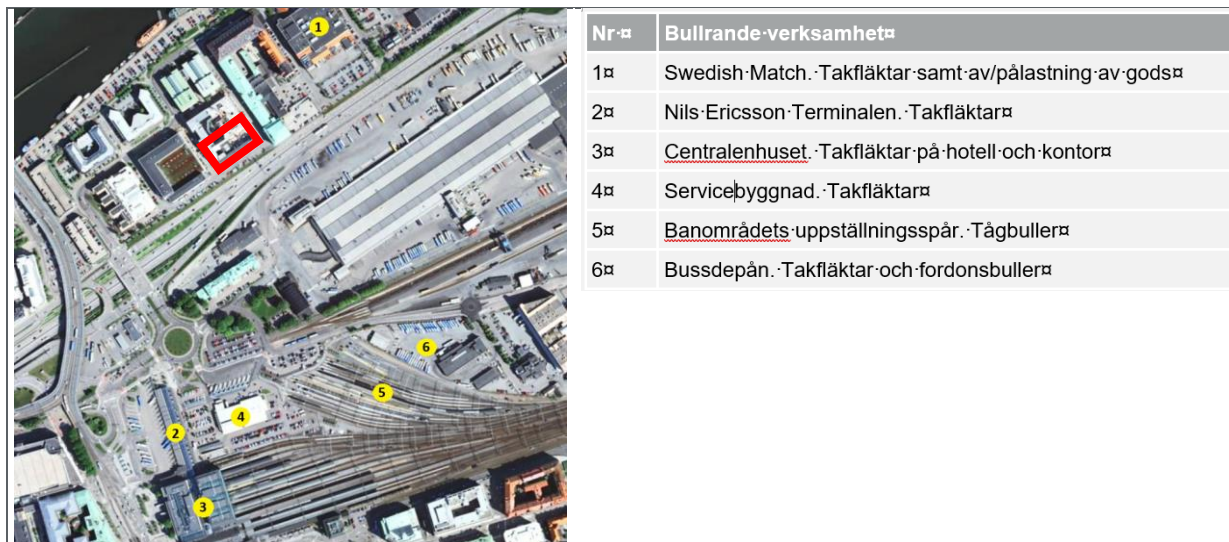 1
2
3
4
5
6
Nr·¤ Bullrande·verksamhet¤
1¤ Swedish·Match.·Takfläktar·samt·av/pålastning·av·gods¤
2¤ Nils·Ericsson·Terminalen.·Takfläktar¤
3¤ Centralenhuset.·Takfläktar·på·hotell·och·kontor¤
4¤ Servicebyggnad.·Takfläktar¤
5¤ Banområdets·uppställningsspår.·Tågbuller¤
6¤ Bussdepån.·Takfläktar·och·fordonsbuller¤